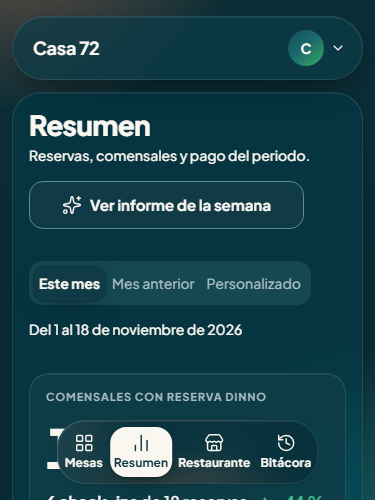 Casa 72
C
Resumen
Reservas, comensales y pago del periodo.
Ver informe de la semana
Este mes Mes anterior Personalizado
Del 1 al 18 de noviembre de 2026
COMENSALES CON RESERVA DINNO
Mesas Resumen Restaurante Bitácora